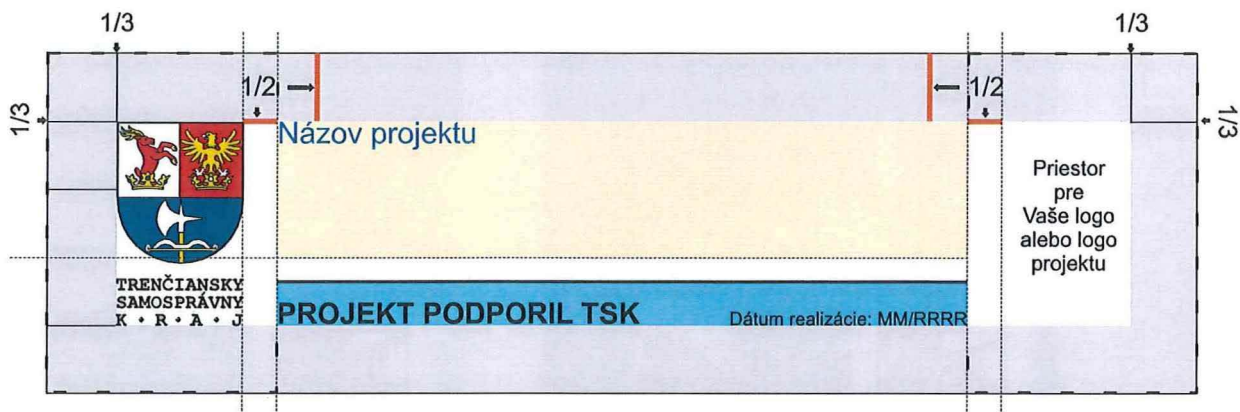 1/3
1/3
1/2
1/2
1/3
1/3
Názov projektu
Priestor
pre
Vaše logo
alebo logo
projektu
TRENČIANSKY
SAMOSPRÁVNY
K · R · A · J
PROJEKT PODPORIL TSK
Dátum realizácie: MM/RRRR